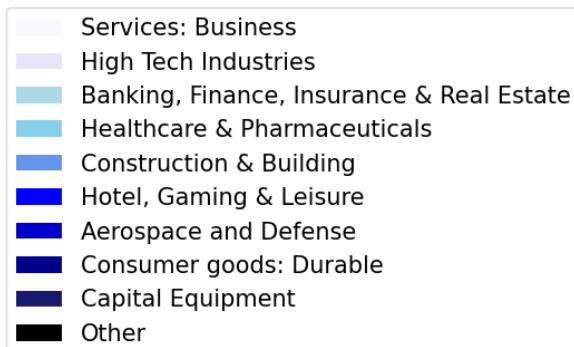 Services: Business
High Tech Industries
Banking, Finance, Insurance & Real Estate
Healthcare & Pharmaceuticals
Construction & Building
Hotel, Gaming & Leisure
Aerospace and Defense
Consumer goods: Durable
Capital Equipment
Other